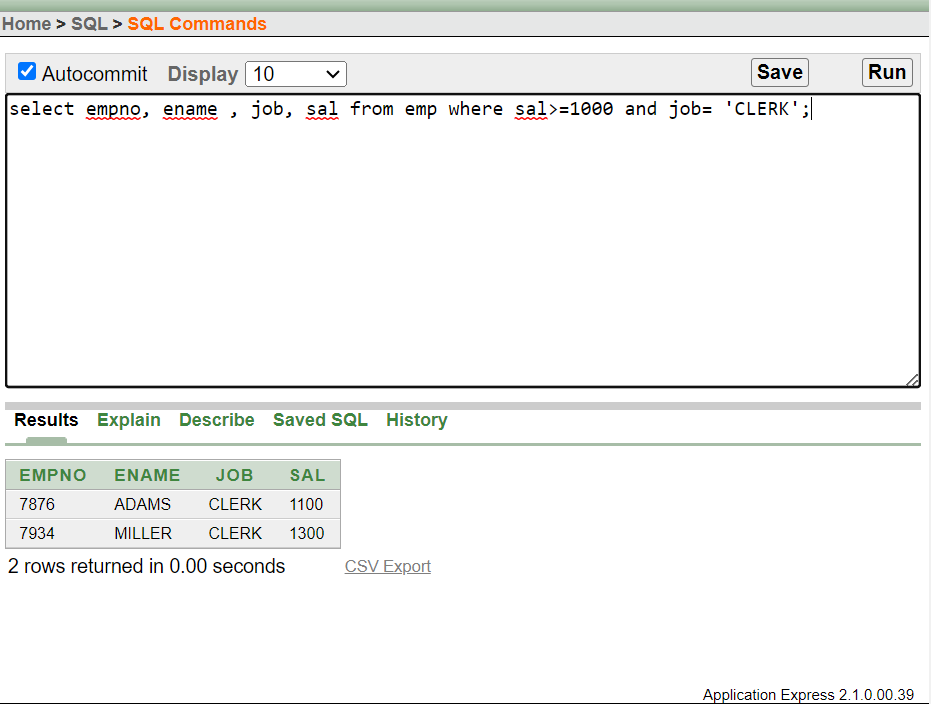 Home > SQL > SQL Commands
Autocommit Display 10 Save Run
select empno, ename , job, sal from emp where sal>=1000 and job= 'CLERK';
Results Explain Describe Saved SQL History
EMPNO ENAME JOB SAL
7876 ADAMS CLERK 1100
7934 MILLER CLERK 1300
2 rows returned in 0.00 seconds CSV Export
Application Express 2.1.0.00.39